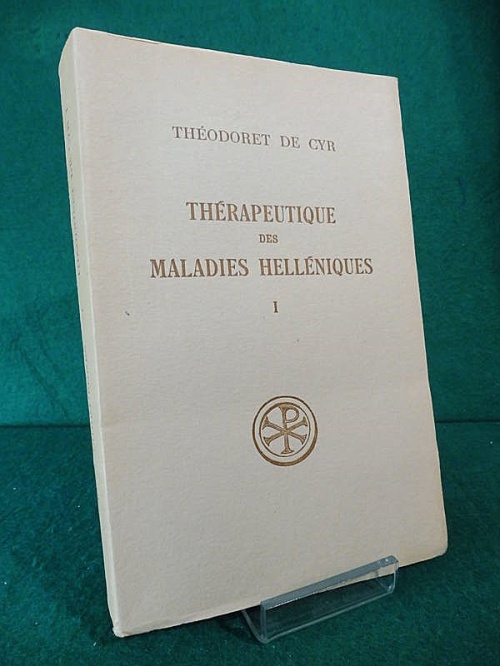 THÉODORET DE CYR
THÉRAPEUTIQUE
DES
MALADIES HELLÉNIQUES
I